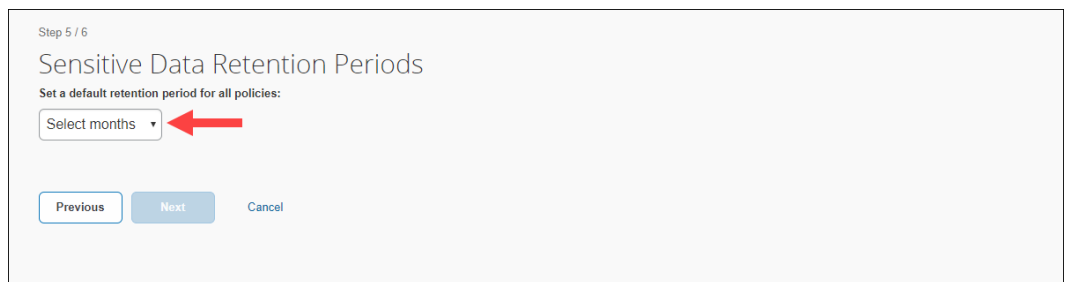 Step 5 / 6
Sensitive Data Retention Periods
Set a default retention period for all policies:
Select months
Previous Next Cancel